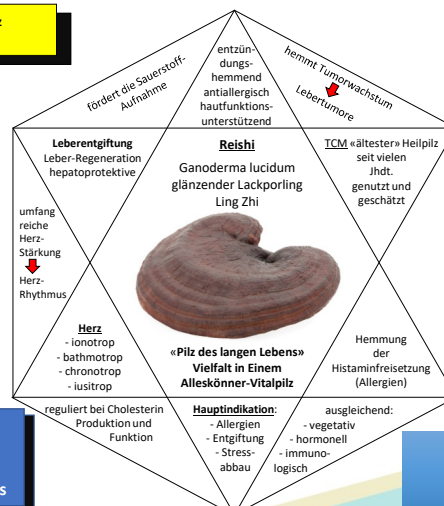 z
fördert die Sauerstoff-
Aufnahme
entzün-
dungs-
hemmend
antiallergisch
hautfunktions-
unterstützend
hemmt Tumorwachstum
Lebertumore
Leberentgiftung
Leber-Regeneration
hepatoprotektive
Reishi
Ganoderma lucidum
glänzender Lackporling
Ling Zhi
TCM «ältester» Heilpilz
seit vielen
Jhdt.
genutzt und
geschätzt
umfang
reiche
Herz-
Stärkung
Herz-
Rhythmus
Herz
- ionotrop
- bathmotrop
- chronotrop
- iusitrop
«Pilz des langen Lebens»
Vielfalt in Einem
Alleskönner-Vitalpilz
Hemmung
der
Histaminfreisetzung
(Allergien)
reguliert bei Cholesterin
Produktion und
Funktion
Hauptindikation:
- Allergien
- Entgiftung
- Stress-
abbau
ausgleichend:
- vegetativ
- hormonell
- immuno-
logisch
s